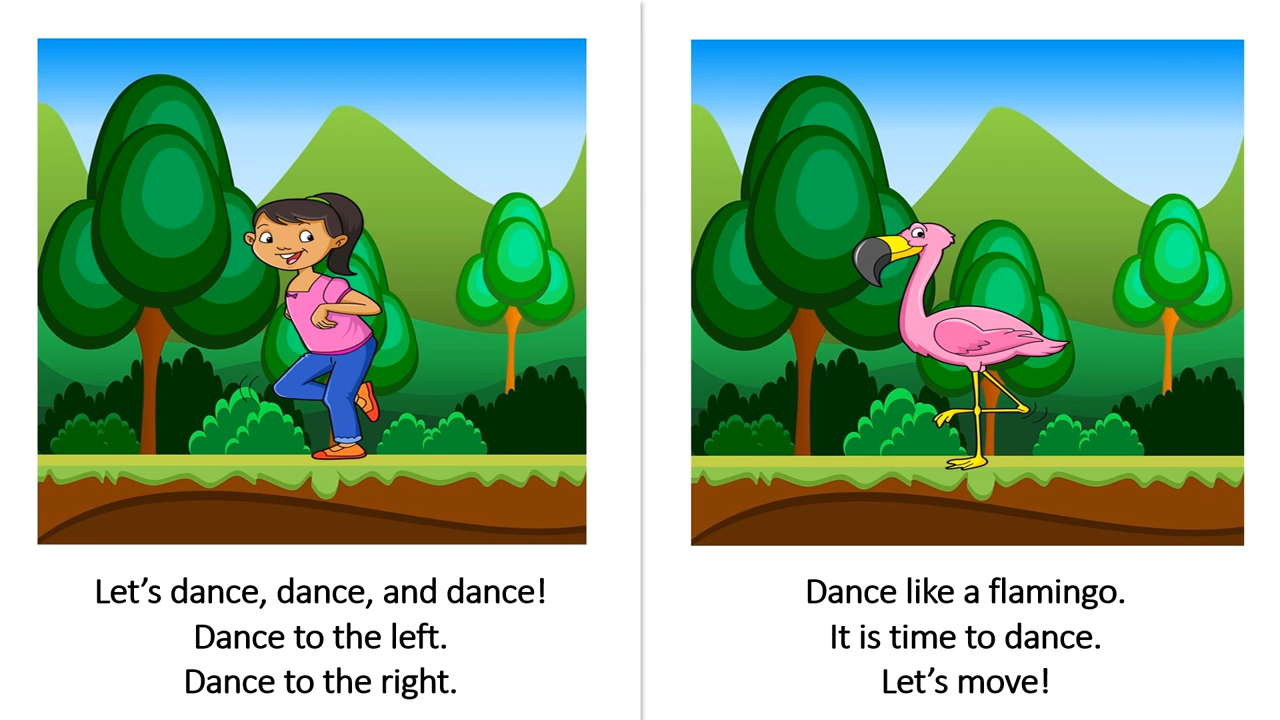 Let’s dance, dance, and dance!
Dance to the left.
Dance to the right.
Dance like a flamingo.
It is time to dance.
Let’s move!